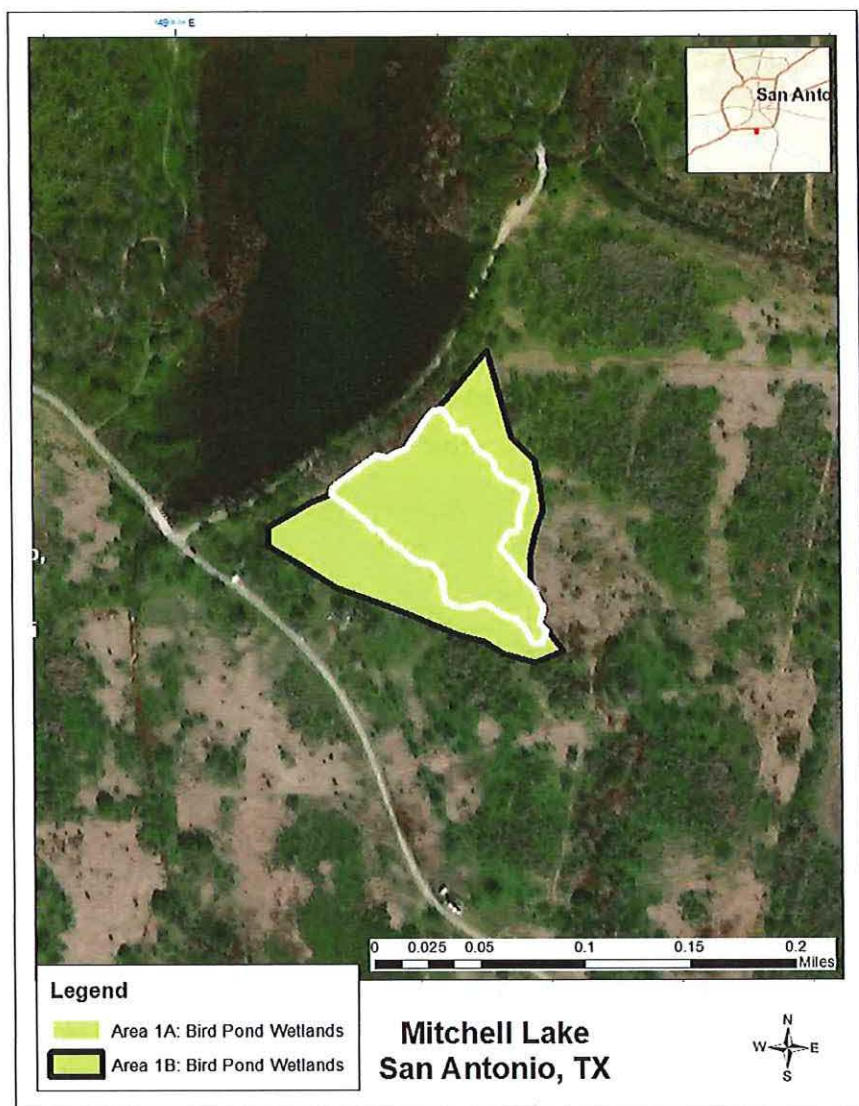 San Anto
0 0.025 0.05 0.1 0.15 0.2
Miles
Legend
Area 1A: Bird Pond Wetlands
Area 1B: Bird Pond Wetlands
Mitchell Lake
San Antonio, TX
N
W E
S